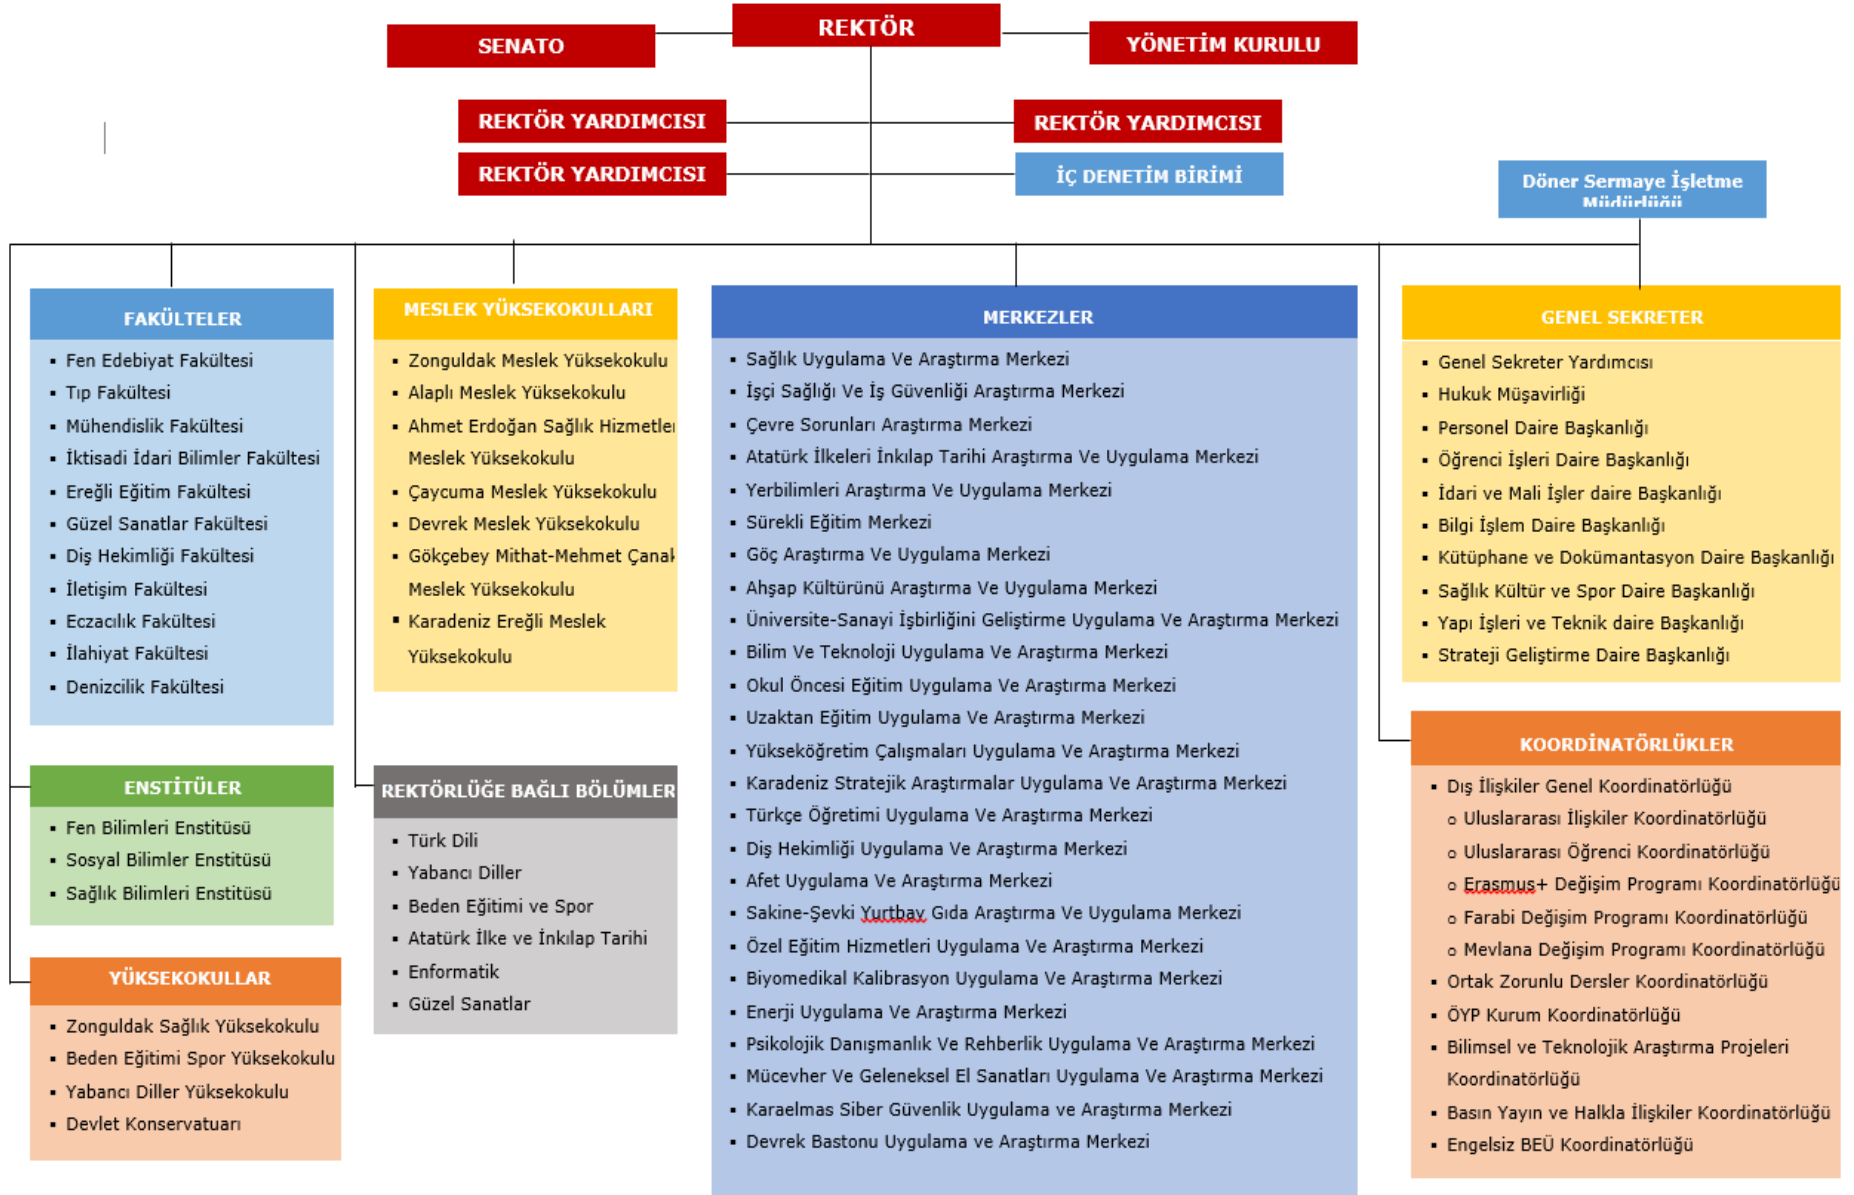 REKTÖR
SENATO
YÖNETİM KURULU
REKTÖR YARDIMCISI
REKTÖR YARDIMCISI
REKTÖR YARDIMCISI
İÇ DENETİM BİRİMİ
Döner Sermaye İşletme
Müdürlüğü
FAKÜLTELER
Fen Edebiyat Fakültesi
Tıp Fakültesi
Mühendislik Fakültesi
İktisadi İdari Bilimler Fakültesi
Ereğli Eğitim Fakültesi
Güzel Sanatlar Fakültesi
Diş Hekimliği Fakültesi
İletişim Fakültesi
Eczacılık Fakültesi
İlahiyat Fakültesi
Denizcilik Fakültesi
ENSTİTÜLER
Fen Bilimleri Enstitüsü
Sosyal Bilimler Enstitüsü
Sağlık Bilimleri Enstitüsü
YÜKSEKOKULLAR
Zonguldak Sağlık Yüksekokulu
Beden Eğitimi Spor Yüksekokulu
Yabancı Diller Yüksekokulu
Devlet Konservatuarı
MESLEK YÜKSEKOKULLARI
Zonguldak Meslek Yüksekokulu
Alaplı Meslek Yüksekokulu
Ahmet Erdoğan Sağlık Hizmetler
Meslek Yüksekokulu
Çaycuma Meslek Yüksekokulu
Devrek Meslek Yüksekokulu
Gökçebey Mithat-Mehmet Çanak
Meslek Yüksekokulu
Karadeniz Ereğli Meslek
Yüksekokulu
REKTÖRLÜĞE BAĞLI BÖLÜMLER
Türk Dili
Yabancı Diller
Beden Eğitimi ve Spor
Atatürk İlke ve İnkılap Tarihi
Enformatik
Güzel Sanatlar
MERKEZLER
Sağlık Uygulama Ve Araştırma Merkezi
İşçi Sağlığı Ve İş Güvenliği Araştırma Merkezi
Çevre Sorunları Araştırma Merkezi
Atatürk İlkeleri İnkılap Tarihi Araştırma Ve Uygulama Merkezi
Yerbilimleri Araştırma Ve Uygulama Merkezi
Sürekli Eğitim Merkezi
Göç Araştırma Ve Uygulama Merkezi
Ahşap Kültürünü Araştırma Ve Uygulama Merkezi
Üniversite-Sanayi İşbirliğini Geliştirme Uygulama Ve Araştırma Merkezi
Bilim Ve Teknoloji Uygulama Ve Araştırma Merkezi
Okul Öncesi Eğitim Uygulama Ve Araştırma Merkezi
Uzaktan Eğitim Uygulama Ve Araştırma Merkezi
Yükseköğretim Çalışmaları Uygulama Ve Araştırma Merkezi
Karadeniz Stratejik Araştırmalar Uygulama Ve Araştırma Merkezi
Türkçe Öğretimi Uygulama Ve Araştırma Merkezi
Diş Hekimliği Uygulama Ve Araştırma Merkezi
Afet Uygulama Ve Araştırma Merkezi
Sakine-Şevki Yurtbay Gıda Araştırma Ve Uygulama Merkezi
Özel Eğitim Hizmetleri Uygulama Ve Araştırma Merkezi
Biyomedikal Kalibrasyon Uygulama Ve Araştırma Merkezi
Enerji Uygulama Ve Araştırma Merkezi
Psikolojik Danışmanlık Ve Rehberlik Uygulama Ve Araştırma Merkezi
Mücevher Ve Geleneksel El Sanatları Uygulama Ve Araştırma Merkezi
Karaelmas Siber Güvenlik Uygulama ve Araştırma Merkezi
Devrek Bastonu Uygulama ve Araştırma Merkezi
GENEL SEKRETER
Genel Sekreter Yardımcısı
Hukuk Müşavirliği
Personel Daire Başkanlığı
Öğrenci İşleri Daire Başkanlığı
İdari ve Mali İşler daire Başkanlığı
Bilgi İşlem Daire Başkanlığı
Kütüphane ve Dokümantasyon Daire Başkanlığı
Sağlık Kültür ve Spor Daire Başkanlığı
Yapı İşleri ve Teknik daire Başkanlığı
Strateji Geliştirme Daire Başkanlığı
KOORDİNATÖRLÜKLER
Dış İlişkiler Genel Koordinatörlüğü
Uluslararası İlişkiler Koordinatörlüğü
Uluslararası Öğrenci Koordinatörlüğü
Erasmus+ Değişim Programı Koordinatörlüğü
Farabi Değişim Programı Koordinatörlüğü
Mevlana Değişim Programı Koordinatörlüğü
Ortak Zorunlu Dersler Koordinatörlüğü
ÖYP Kurum Koordinatörlüğü
Bilimsel ve Teknolojik Araştırma Projeleri
Koordinatörlüğü
Basın Yayın ve Halkla İlişkiler Koordinatörlüğü
Engelsiz BEÜ Koordinatörlüğü